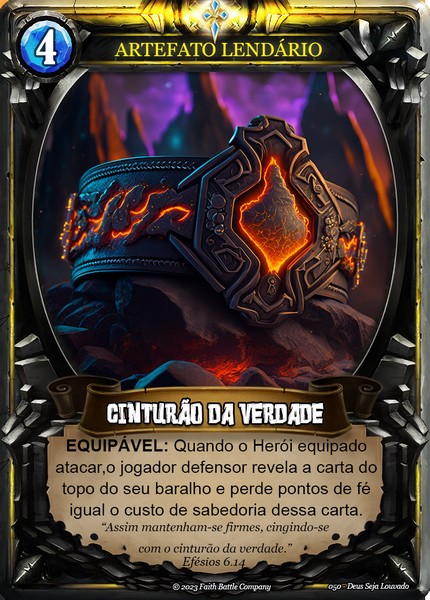 4
ARTEFATO LENDÁRIO
CINTURÃO DA VERDADE
EQUIPÁVEL: Quando o Herói equipado
atacar,o jogador defensor revela a carta do
topo do seu baralho e perde pontos de fé
igual o custo de sabedoria dessa carta.
“Assim mantenham-se firmes, cingindo-se
com o cinturão da verdade.”
Efésios 6.14
© 2023 Faith Battle Company 050 - Deus Seja Louvado